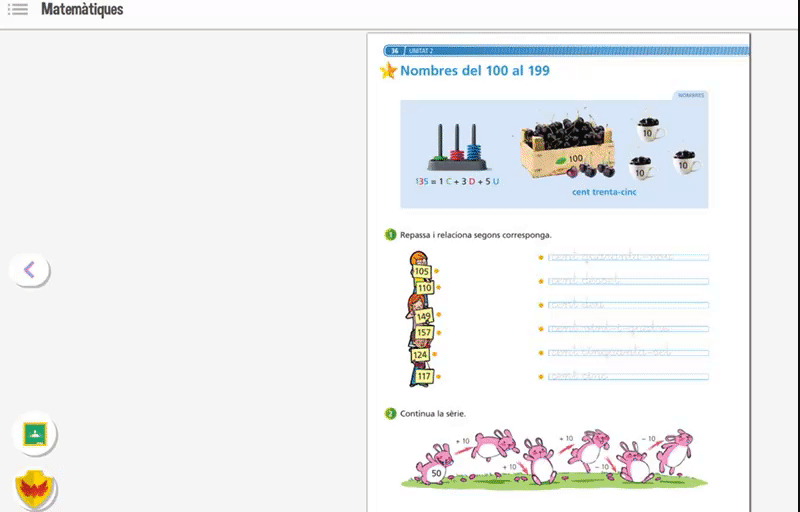 Matemàtiques
36 UNITAT 2
Nombres del 100 al 199
NOMBRES
10
100
10
10
135 = 1 C + 3 D + 5 U
cent trenta-cinc
1 Repassa i relaciona segons corresponga.
105
cent quaranta-nou
110
cent desset
149
cent deu
157
cent vint-i-quatre
124
cent cinquanta-set
117
cent cinc
2 Continua la sèrie.
+ 10
+ 10
- 10
+ 10
- 10
50